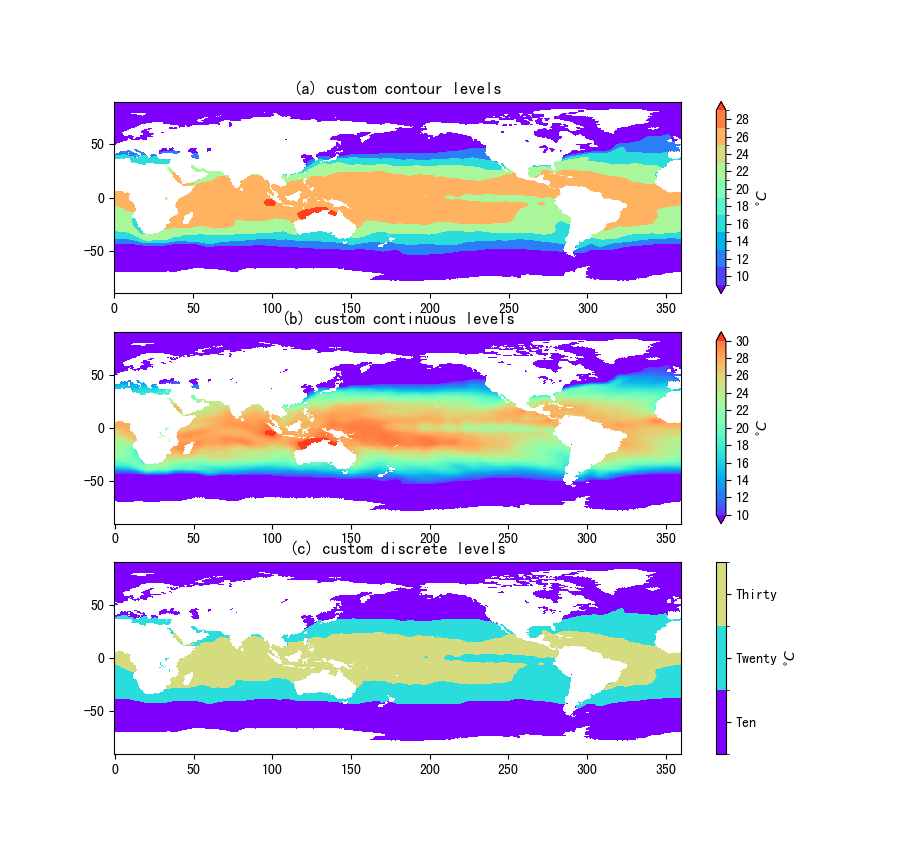 (a) custom contour levels
50
0
−50
0 50 100 150 200 250 300 350
28
26
24
22
20
18
16
14
12
10
°C
(b) custom continuous levels
50
0
−50
0 50 100 150 200 250 300 350
30
28
26
24
22
20
18
16
14
12
10
°C
(c) custom discrete levels
50
0
−50
0 50 100 150 200 250 300 350
Thirty
Twenty
Ten
°C